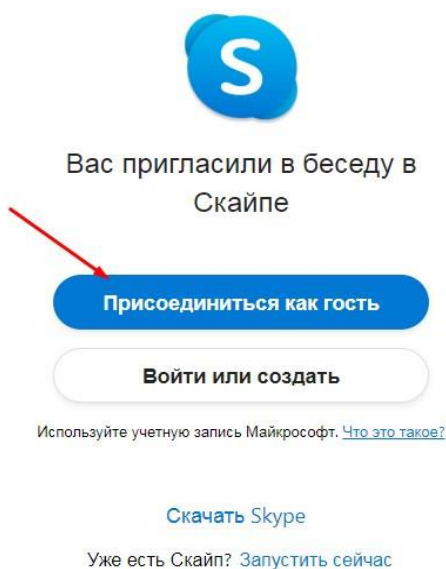 S
Вас пригласили в беседу в
Скайпе
Присоединиться как гость
Войти или создать
Используйте учетную запись Майкрософт. Что это такое?
Скачать Skype
Уже есть Скайп? Запустить сейчас